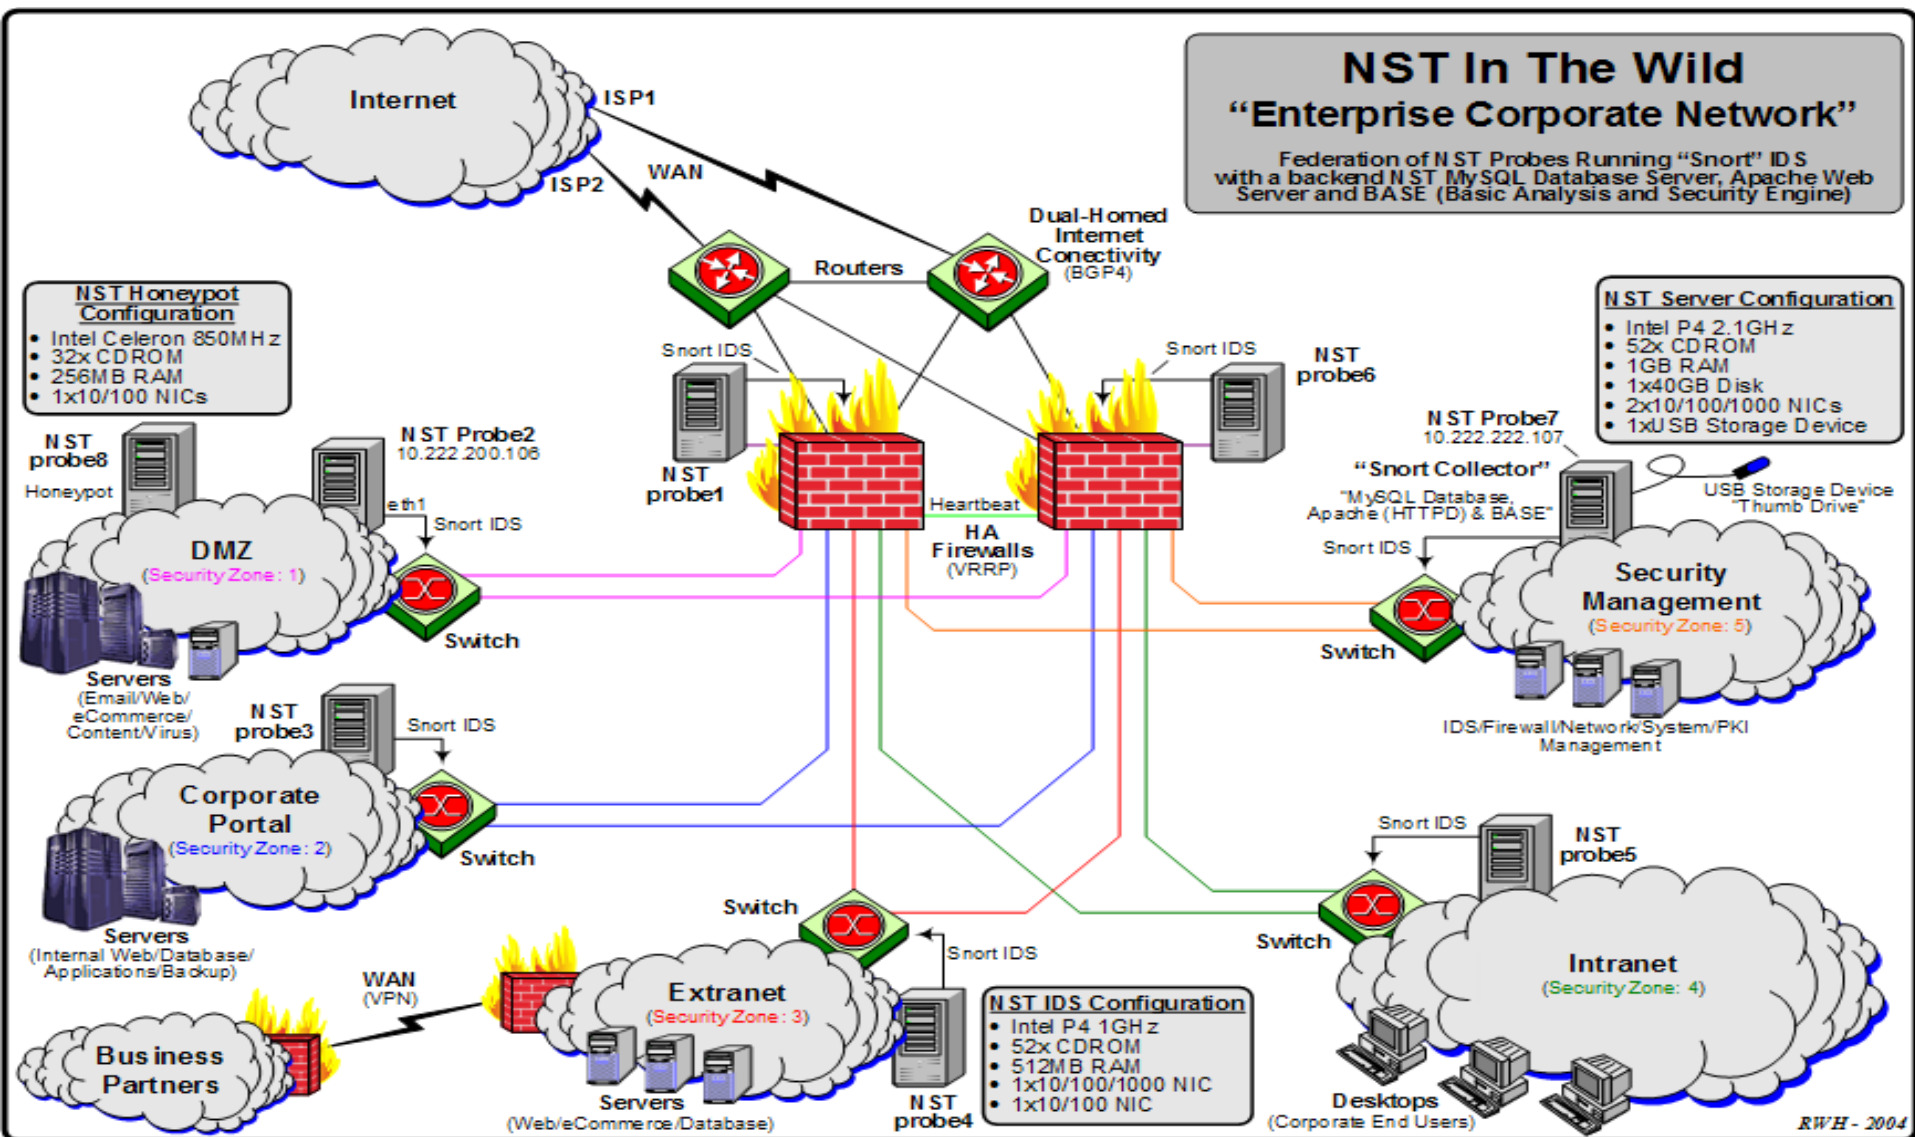 NST In The Wild
“Enterprise Corporate Network”
Federation of NST Probes Running “Snort” IDS
with a backend NST MySQL Database Server, Apache Web
Server and BASE (Basic Analysis and Security Engine)
Internet
ISP1
ISP2
WAN
Dual-Homed
Internet
Conectivity
(BGP4)
Routers
NST Honeypot
Configuration
• Intel Celeron 850MHz
• 32x CDROM
• 256MB RAM
• 1x10/100 NICs
NST Server Configuration
• Intel P4 2.1GHz
• 52x CDROM
• 1GB RAM
• 1x40GB Disk
• 2x10/100/1000 NICs
• 1xUSB Storage Device
Snort IDS
NST
probe1
Snort IDS
NST
probe6
NST
probe8
Honeypot
NST Probe2
10.222.200.106
eth1
Snort IDS
DMZ
(Security Zone: 1)
Switch
Servers
(Email/Web/
eCommerce/
Content/Virus)
Heartbeat
HA
Firewalls
(VRRP)
NST Probe7
10.222.222.107
“Snort Collector”
"MySQL Database,
Apache (HTTPD) & BASE"
USB Storage Device
"Thumb Drive"
Snort IDS
Switch
Security
Management
(Security Zone: 5)
IDS/Firewall/Network/System/PKI
Management
NST
probe3
Snort IDS
Corporate
Portal
(Security Zone: 2)
Switch
Servers
(Internal Web/Database/
Applications/Backup)
Switch
Snort IDS
Extranet
(Security Zone: 3)
WAN
(VPN)
Business
Partners
Servers
(Web/eCommerce/Database)
NST
probe4
NST IDS Configuration
• Intel P4 1GHz
• 52x CDROM
• 512MB RAM
• 1x10/100/1000 NIC
• 1x10/100 NIC
Snort IDS
NST
probe5
Switch
Intranet
(Security Zone: 4)
Desktops
(Corporate End Users)
RWH - 2004